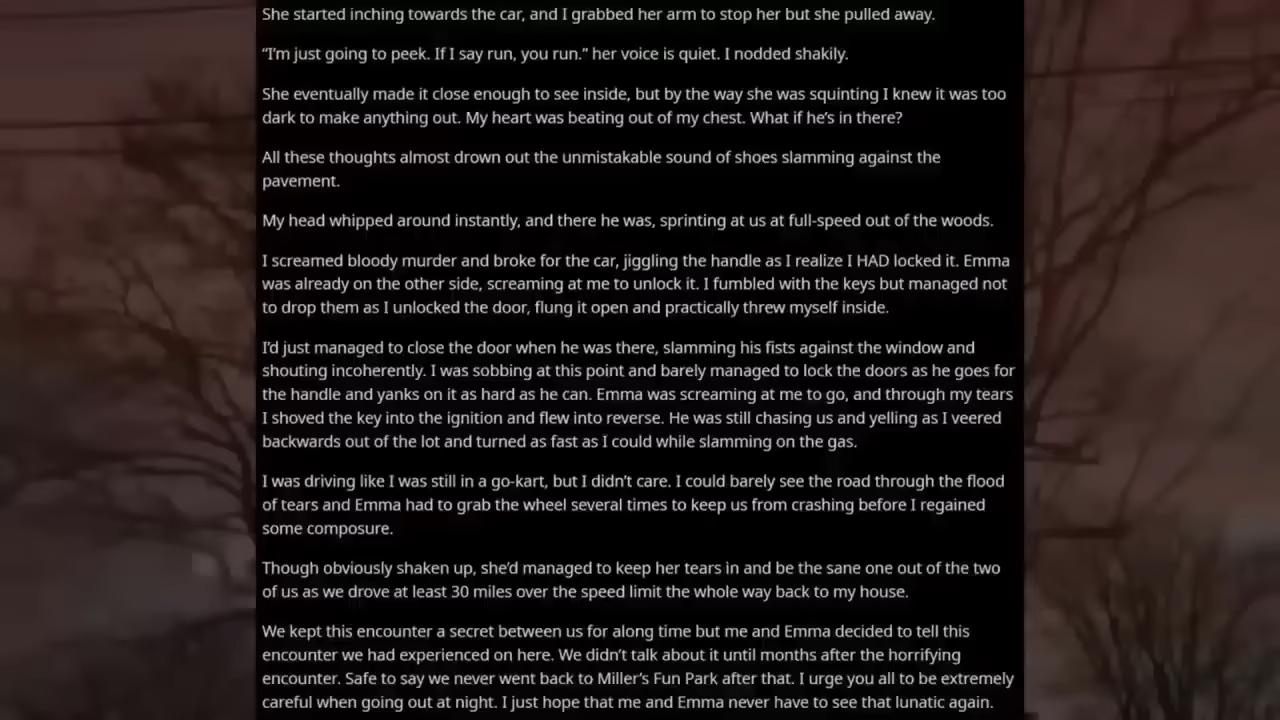 She started inching towards the car, and I grabbed her arm to stop her but she pulled away.
“I’m just going to peek. If I say run, you run.” her voice is quiet. I nodded shakily.
She eventually made it close enough to see inside, but by the way she was squinting I knew it was too
dark to make anything out. My heart was beating out of my chest. What if he’s in there?
All these thoughts almost drown out the unmistakable sound of shoes slamming against the
pavement.
My head whipped around instantly, and there he was, sprinting at us at full-speed out of the woods.
I screamed bloody murder and broke for the car, jiggling the handle as I realize I HAD locked it. Emma
was already on the other side, screaming at me to unlock it. I fumbled with the keys but managed not
to drop them as I unlocked the door, flung it open and practically threw myself inside.
I’d just managed to close the door when he was there, slamming his fists against the window and
shouting incoherently. I was sobbing at this point and barely managed to lock the doors as he goes for
the handle and yanks on it as hard as he can. Emma was screaming at me to go, and through my tears
I shoved the key into the ignition and flew into reverse. He was still chasing us and yelling as I veered
backwards out of the lot and turned as fast as I could while slamming on the gas.
I was driving like I was still in a go-kart, but I didn’t care. I could barely see the road through the flood
of tears and Emma had to grab the wheel several times to keep us from crashing before I regained
some composure.
Though obviously shaken up, she’d managed to keep her tears in and be the sane one out of the two
of us as we drove at least 30 miles over the speed limit the whole way back to my house.
We kept this encounter a secret between us for along time but me and Emma decided to tell this
encounter we had experienced on here. We didn’t talk about it until months after the horrifying
encounter. Safe to say we never went back to Miller’s Fun Park after that. I urge you all to be extremely
careful when going out at night. I just hope that me and Emma never have to see that lunatic again.